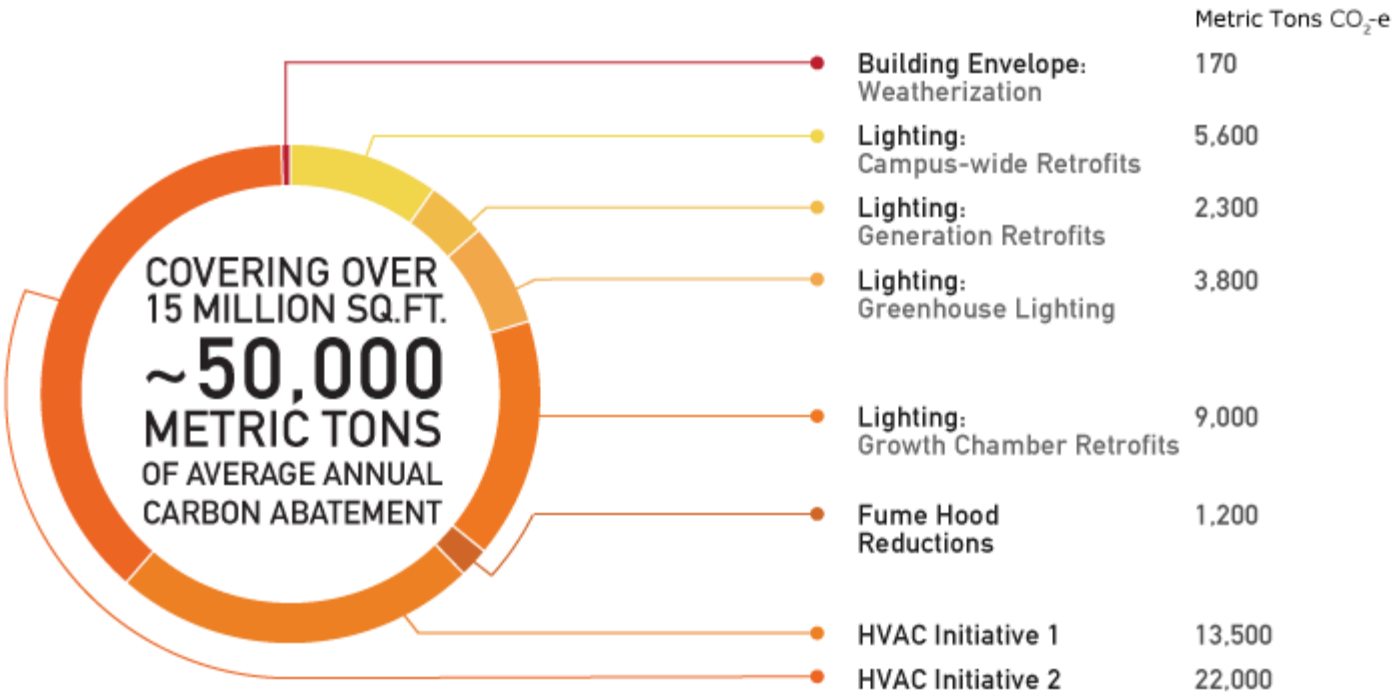 Metric Tons CO₂-e
Building Envelope: 170
Weatherization
Lighting: 5,600
Campus-wide Retrofits
Lighting: 2,300
Generation Retrofits
Lighting: 3,800
Greenhouse Lighting
Lighting: 9,000
Growth Chamber Retrofits
Fume Hood 1,200
Reductions
HVAC Initiative 1 13,500
HVAC Initiative 2 22,000
COVERING OVER
15 MILLION SQ.FT.
~50,000
METRIC TONS
OF AVERAGE ANNUAL
CARBON ABATEMENT